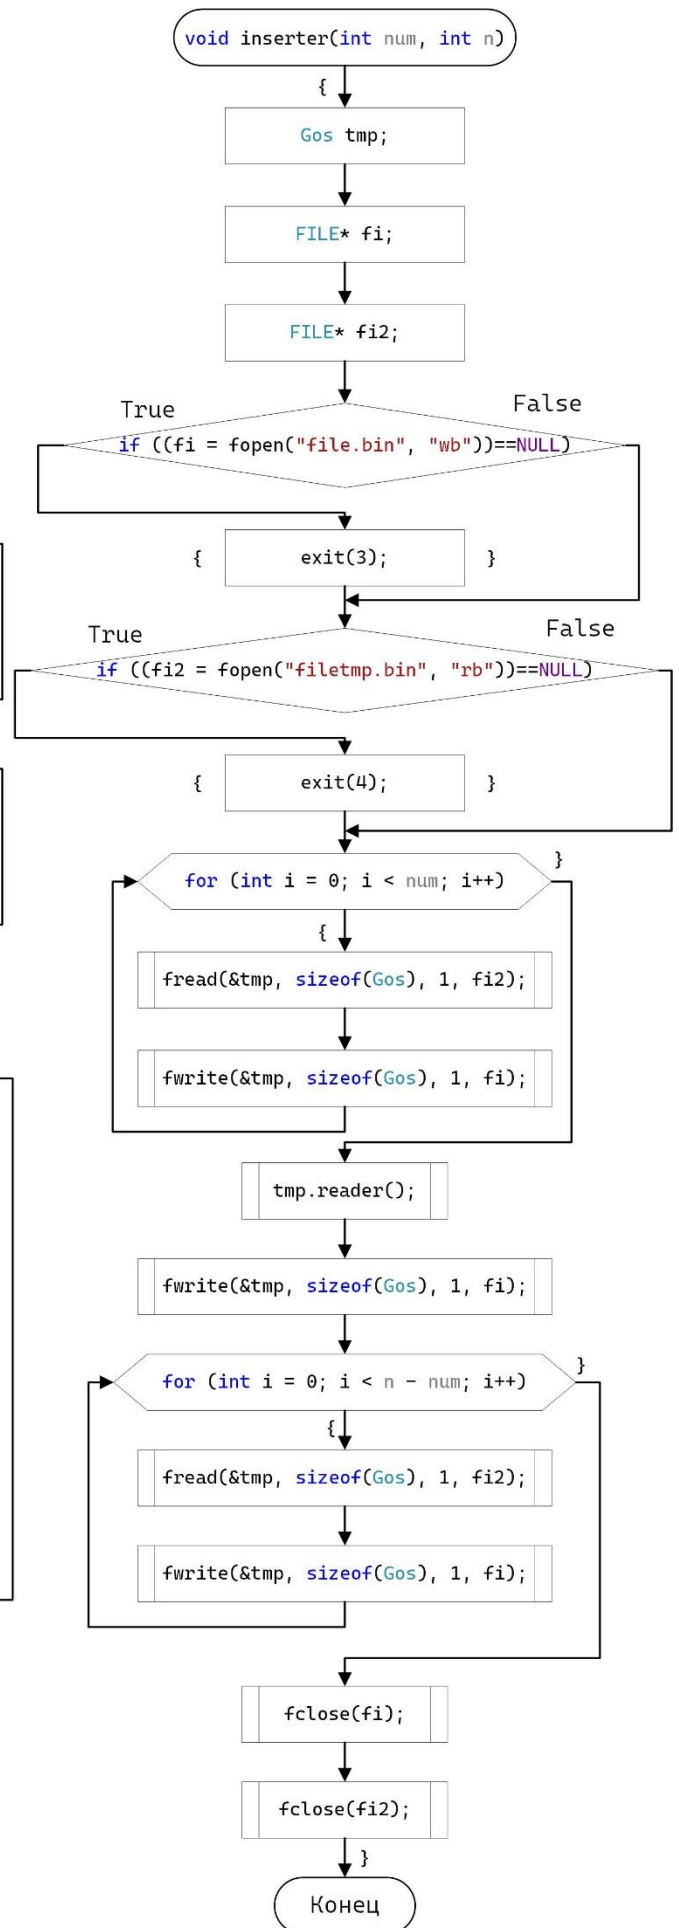 void inserter(int num, int n)
{
Gos tmp;
FILE* fi;
FILE* fi2;
True
False
if ((fi = fopen("file.bin", "wb"))==NULL)
{ exit(3); }
True
False
if ((fi2 = fopen("filetmp.bin", "rb"))==NULL)
{ exit(4); }
}
for (int i = 0; i < num; i++)
{
fread(&tmp, sizeof(Gos), 1, fi2);
fwrite(&tmp, sizeof(Gos), 1, fi);
tmp.reader();
fwrite(&tmp, sizeof(Gos), 1, fi);
}
for (int i = 0; i < n - num; i++)
{
fread(&tmp, sizeof(Gos), 1, fi2);
fwrite(&tmp, sizeof(Gos), 1, fi);
fclose(fi);
fclose(fi2);
}
Конец